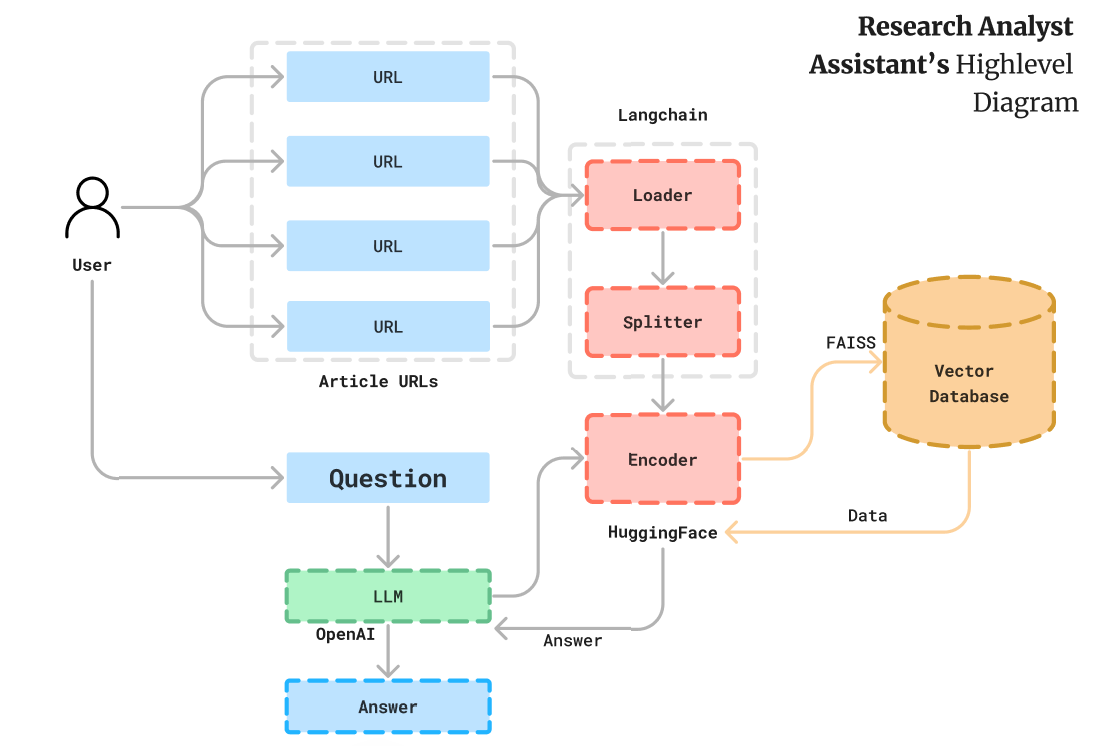 Research Analyst
Assistant’s Highlevel
Diagram
URL
URL
URL
URL
Article URLs
User
Langchain
Loader
Splitter
Encoder
HuggingFace
FAISS
Vector
Database
Data
Question
LLM
OpenAI
Answer
Answer